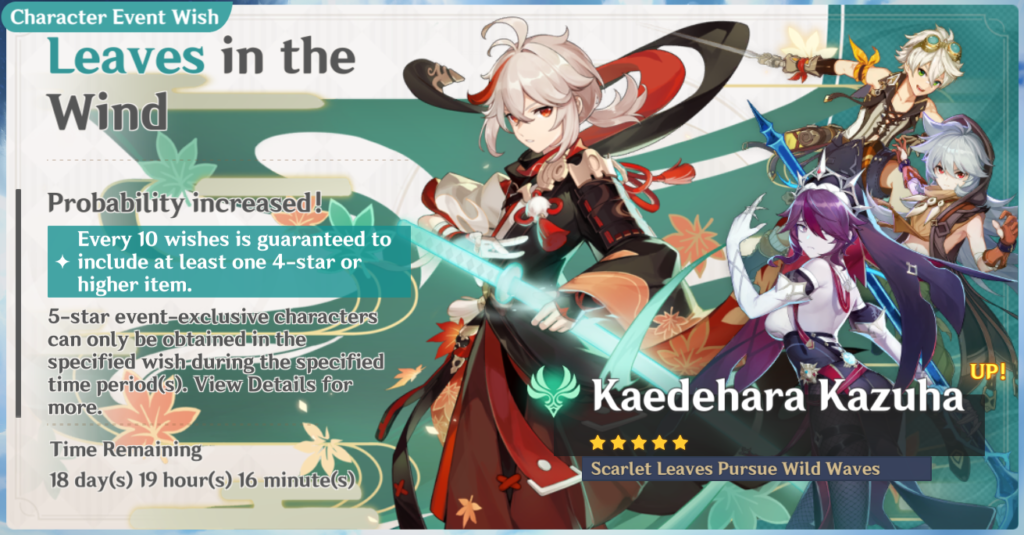 Character Event Wish
Leaves in the
Wind
Probability increased!
Every 10 wishes is guaranteed to
include at least one 4-star or
higher item.
5-star event-exclusive characters
can only be obtained in the
specified wish during the specified
time period(s). View Details for
more.
Time Remaining
18 day(s) 19 hour(s) 16 minute(s)
UP!
Kaedehara Kazuha
Scarlet Leaves Pursue Wild Waves